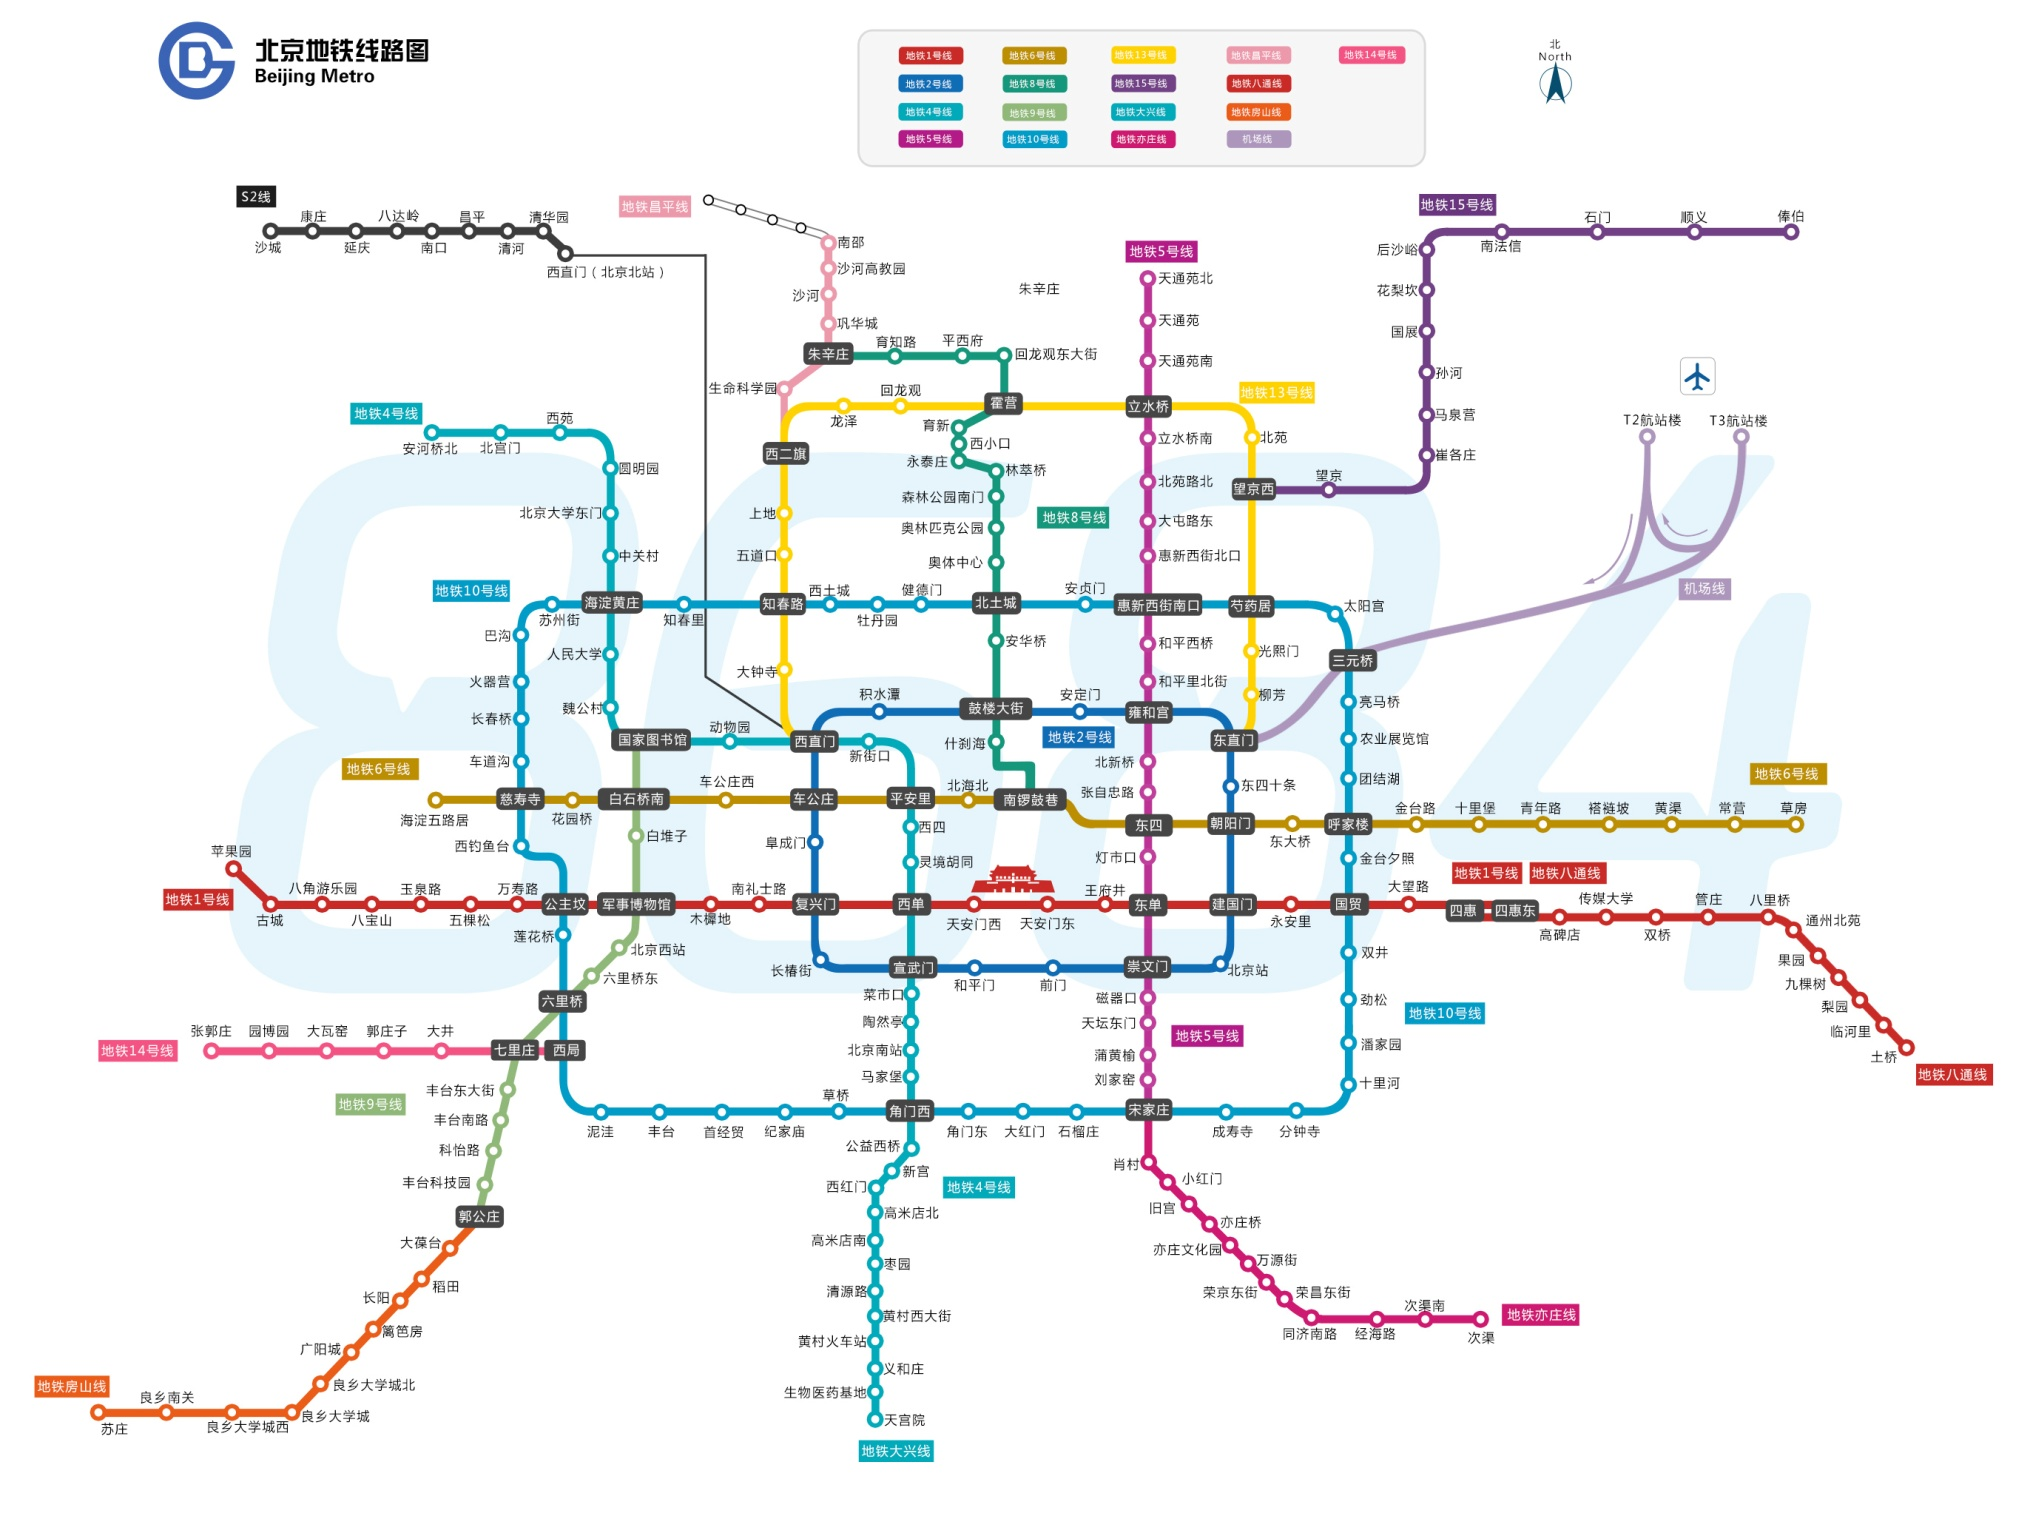 北京地铁线路图
Beijing Metro
地铁1号线
地铁6号线
地铁13号线
地铁昌平线
地铁14号线
地铁2号线
地铁8号线
地铁15号线
地铁八通线
地铁4号线
地铁9号线
地铁大兴线
地铁房山线
地铁5号线
地铁10号线
地铁亦庄线
机场线
北
North
S2线
康庄
八达岭
昌平
清华园
沙城
延庆
南口
清河
西直门（北京北站）
地铁昌平线
南邵
沙河高教园
沙河
巩华城
朱辛庄
生命科学园
育知路
平西府
回龙观东大街
朱辛庄
地铁5号线
天通苑北
天通苑
天通苑南
地铁15号线
后沙峪
南法信
石门
顺义
俸伯
花梨坎
国展
孙河
马泉营
崔各庄
望京
望京西
T2航站楼
T3航站楼
机场线
地铁13号线
回龙观
龙泽
霍营
立水桥
北苑
西二旗
上地
五道口
育新
西小口
永泰庄
林萃桥
森林公园南门
奥林匹克公园
奥体中心
地铁8号线
立水桥南
北苑路北
大屯路东
惠新西街北口
地铁4号线
安河桥北
北宫门
西苑
圆明园
北京大学东门
中关村
地铁10号线
苏州街
海淀黄庄
知春里
知春路
西土城
牡丹园
健德门
北土城
安贞门
惠新西街南口
芍药居
太阳宫
巴沟
火器营
长春桥
车道沟
人民大学
魏公村
大钟寺
安华桥
和平西桥
和平里北街
光熙门
柳芳
三元桥
亮马桥
农业展览馆
团结湖
国家图书馆
动物园
西直门
新街口
积水潭
鼓楼大街
安定门
雍和宫
东直门
地铁2号线
什刹海
北新桥
张自忠路
东四十条
地铁6号线
海淀五路居
慈寿寺
花园桥
白石桥南
车公庄西
车公庄
平安里
北海北
南锣鼓巷
东四
朝阳门
东大桥
呼家楼
金台路
十里堡
青年路
褡裢坡
黄渠
常营
草房
地铁6号线
西钓鱼台
白堆子
阜成门
西四
灵境胡同
灯市口
金台夕照
苹果园
地铁1号线
古城
八角游乐园
八宝山
玉泉路
五棵松
万寿路
公主坟
军事博物馆
木樨地
南礼士路
复兴门
西单
天安门西
天安门东
王府井
东单
建国门
永安里
国贸
大望路
地铁1号线
地铁八通线
四惠
四惠东
高碑店
传媒大学
双桥
管庄
八里桥
通州北苑
果园
九棵树
梨园
临河里
土桥
地铁八通线
莲花桥
北京西站
六里桥东
六里桥
长椿街
宣武门
和平门
前门
崇文门
北京站
双井
劲松
潘家园
十里河
地铁10号线
菜市口
陶然亭
北京南站
马家堡
磁器口
天坛东门
蒲黄榆
刘家窑
地铁5号线
地铁14号线
张郭庄
园博园
大瓦窑
郭庄子
大井
七里庄
西局
地铁9号线
丰台东大街
丰台南路
科怡路
丰台科技园
郭公庄
泥洼
丰台
首经贸
纪家庙
草桥
角门西
角门东
大红门
石榴庄
宋家庄
成寿寺
分钟寺
公益西桥
新宫
西红门
高米店北
高米店南
枣园
清源路
黄村西大街
黄村火车站
义和庄
生物医药基地
天宫院
地铁4号线
地铁大兴线
肖村
小红门
旧宫
亦庄桥
亦庄文化园
万源街
荣京东街
荣昌东街
同济南路
经海路
次渠南
次渠
地铁亦庄线
大葆台
稻田
长阳
篱笆房
广阳城
良乡大学城北
良乡大学城
良乡大学城西
良乡南关
苏庄
地铁房山线